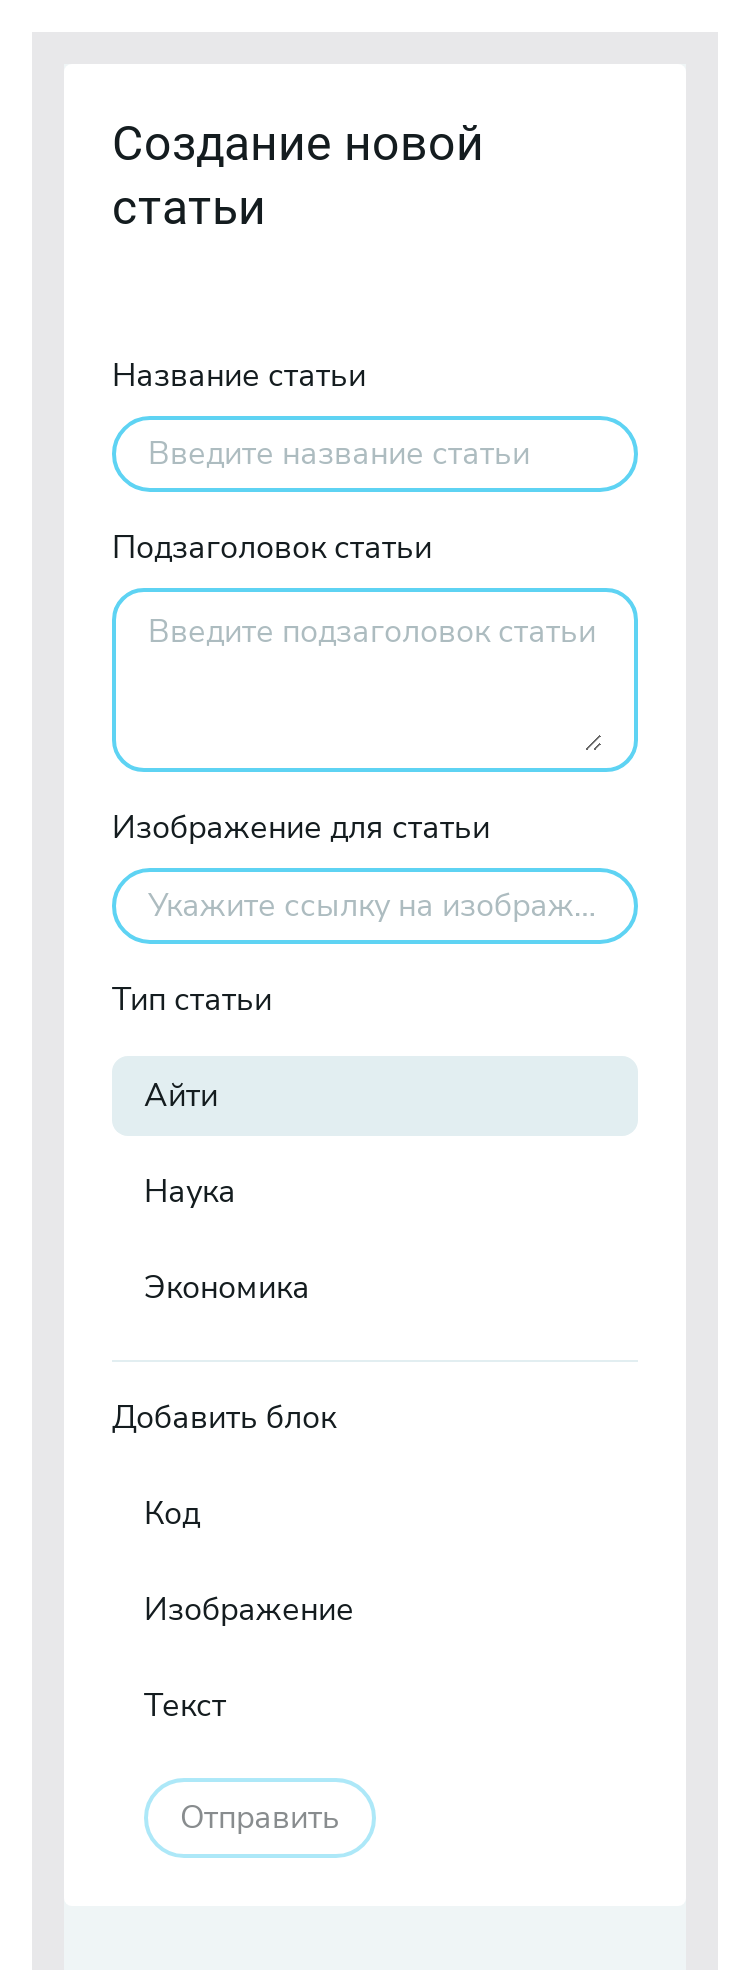 Создание новой
статьи
Название статьи
Введите название статьи
Подзаголовок статьи
Введите подзаголовок статьи
Изображение для статьи
Укажите ссылку на изображ...
Тип статьи
Айти
Наука
Экономика
Добавить блок
Код
Изображение
Текст
Отправить